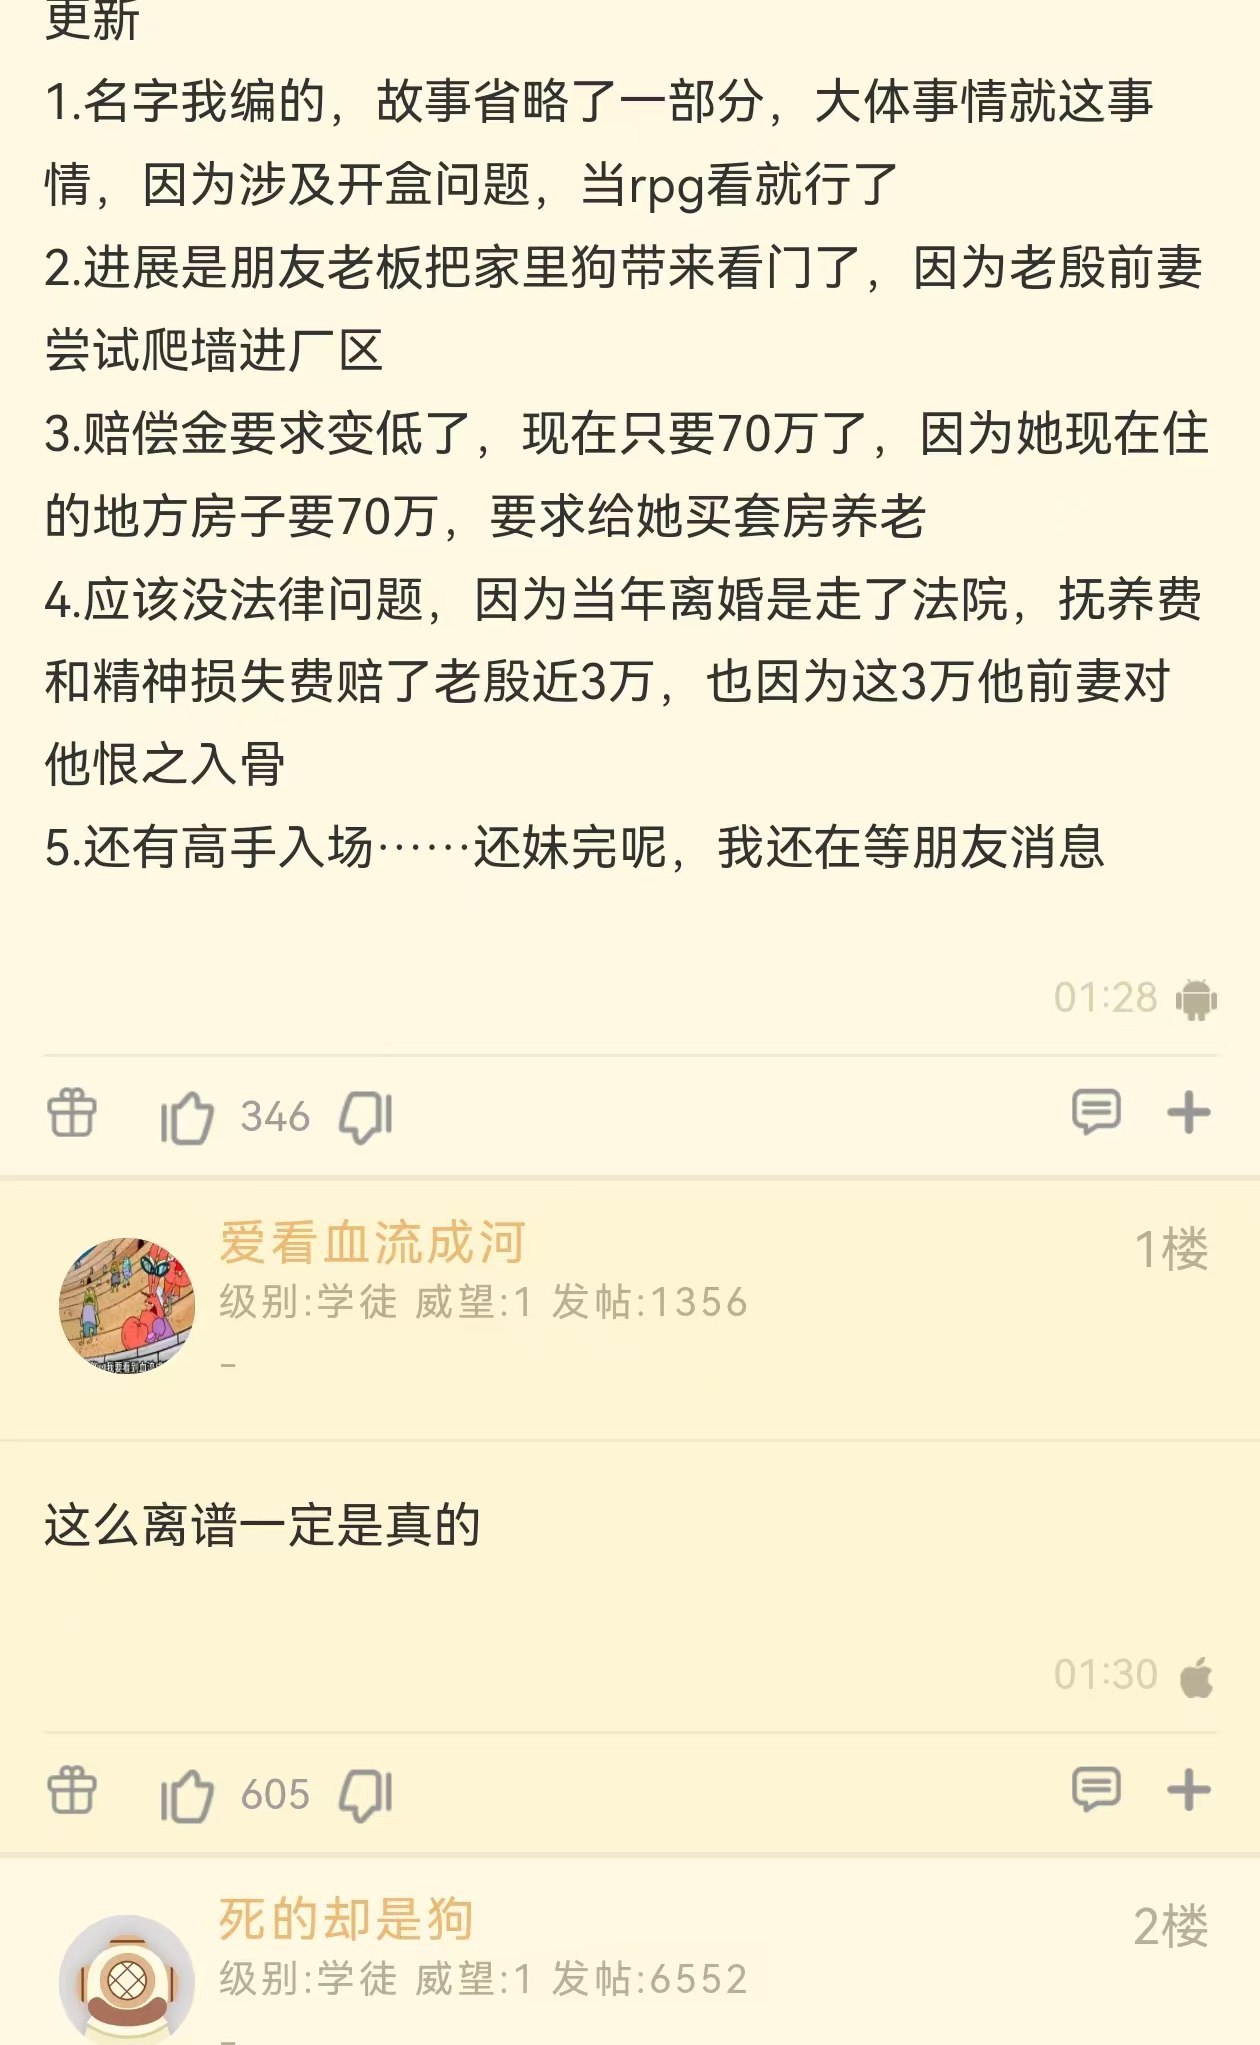 更新
1.名字我编的，故事省略了一部分，大体事情就这事
情，因为涉及开盒问题，当rpg看就行了
2.进展是朋友老板把家里狗带来看门了，因为老殷前妻
尝试爬墙进厂区
3.赔偿金要求变低了，现在只要70万了，因为她现在住
的地方房子要70万，要求给她买套房养老
4.应该没法律问题，因为当年离婚是走了法院，抚养费
和精神损失费赔了老殷近3万，也因为这3万他前妻对
他恨之入骨
5.还有高手入场……还妹完呢，我还在等朋友消息
01:28
346
爱看血流成河
1楼
级别:学徒 威望:1 发帖:1356
-
这么离谱一定是真的
01:30
605
死的却是狗
2楼
级别:学徒 威望:1 发帖:6552